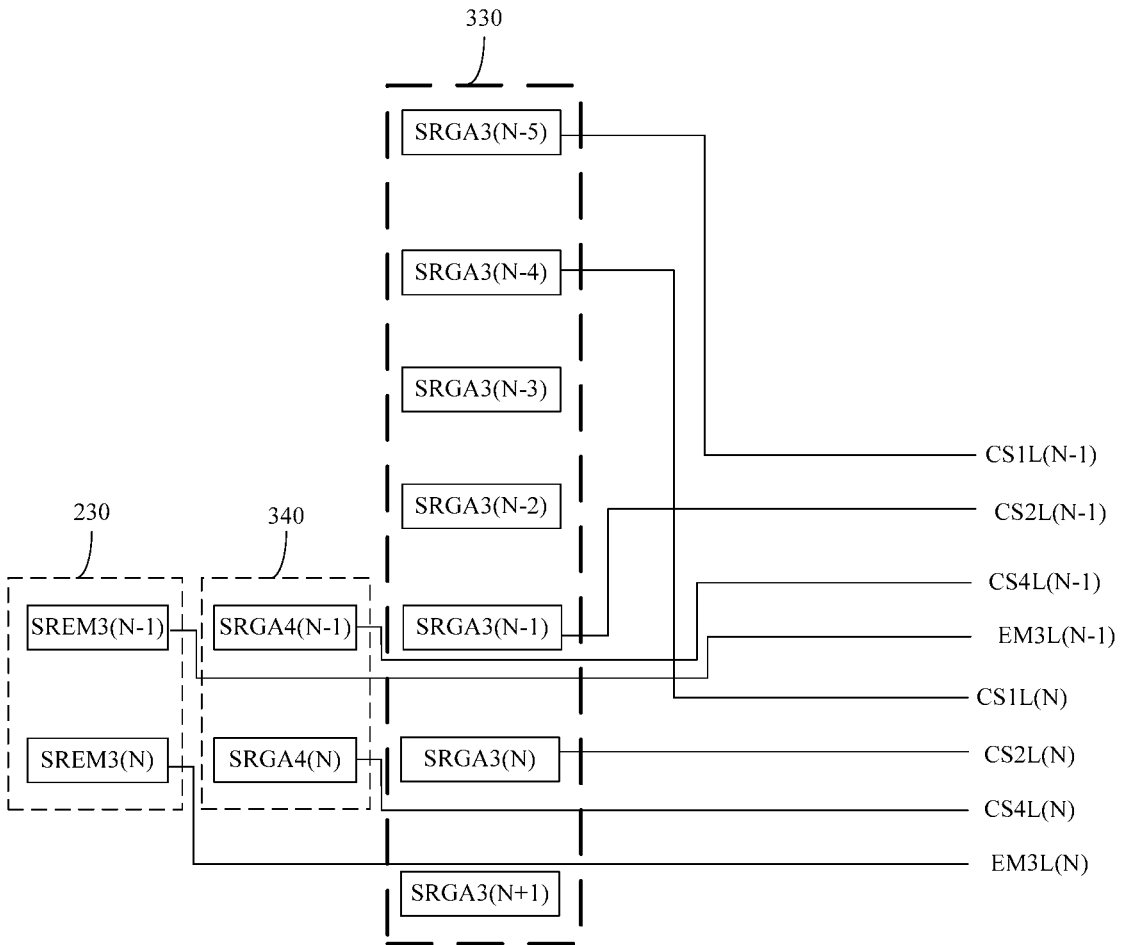 330
SRGA3(N-5)
SRGA3(N-4)
SRGA3(N-3)
CS1L(N-1)
230
340
SRGA3(N-2)
CS2L(N-1)
CS4L(N-1)
SREM3(N-1)
SRGA4(N-1)
SRGA3(N-1)
EM3L(N-1)
CS1L(N)
SREM3(N)
SRGA4(N)
SRGA3(N)
CS2L(N)
CS4L(N)
EM3L(N)
SRGA3(N+1)